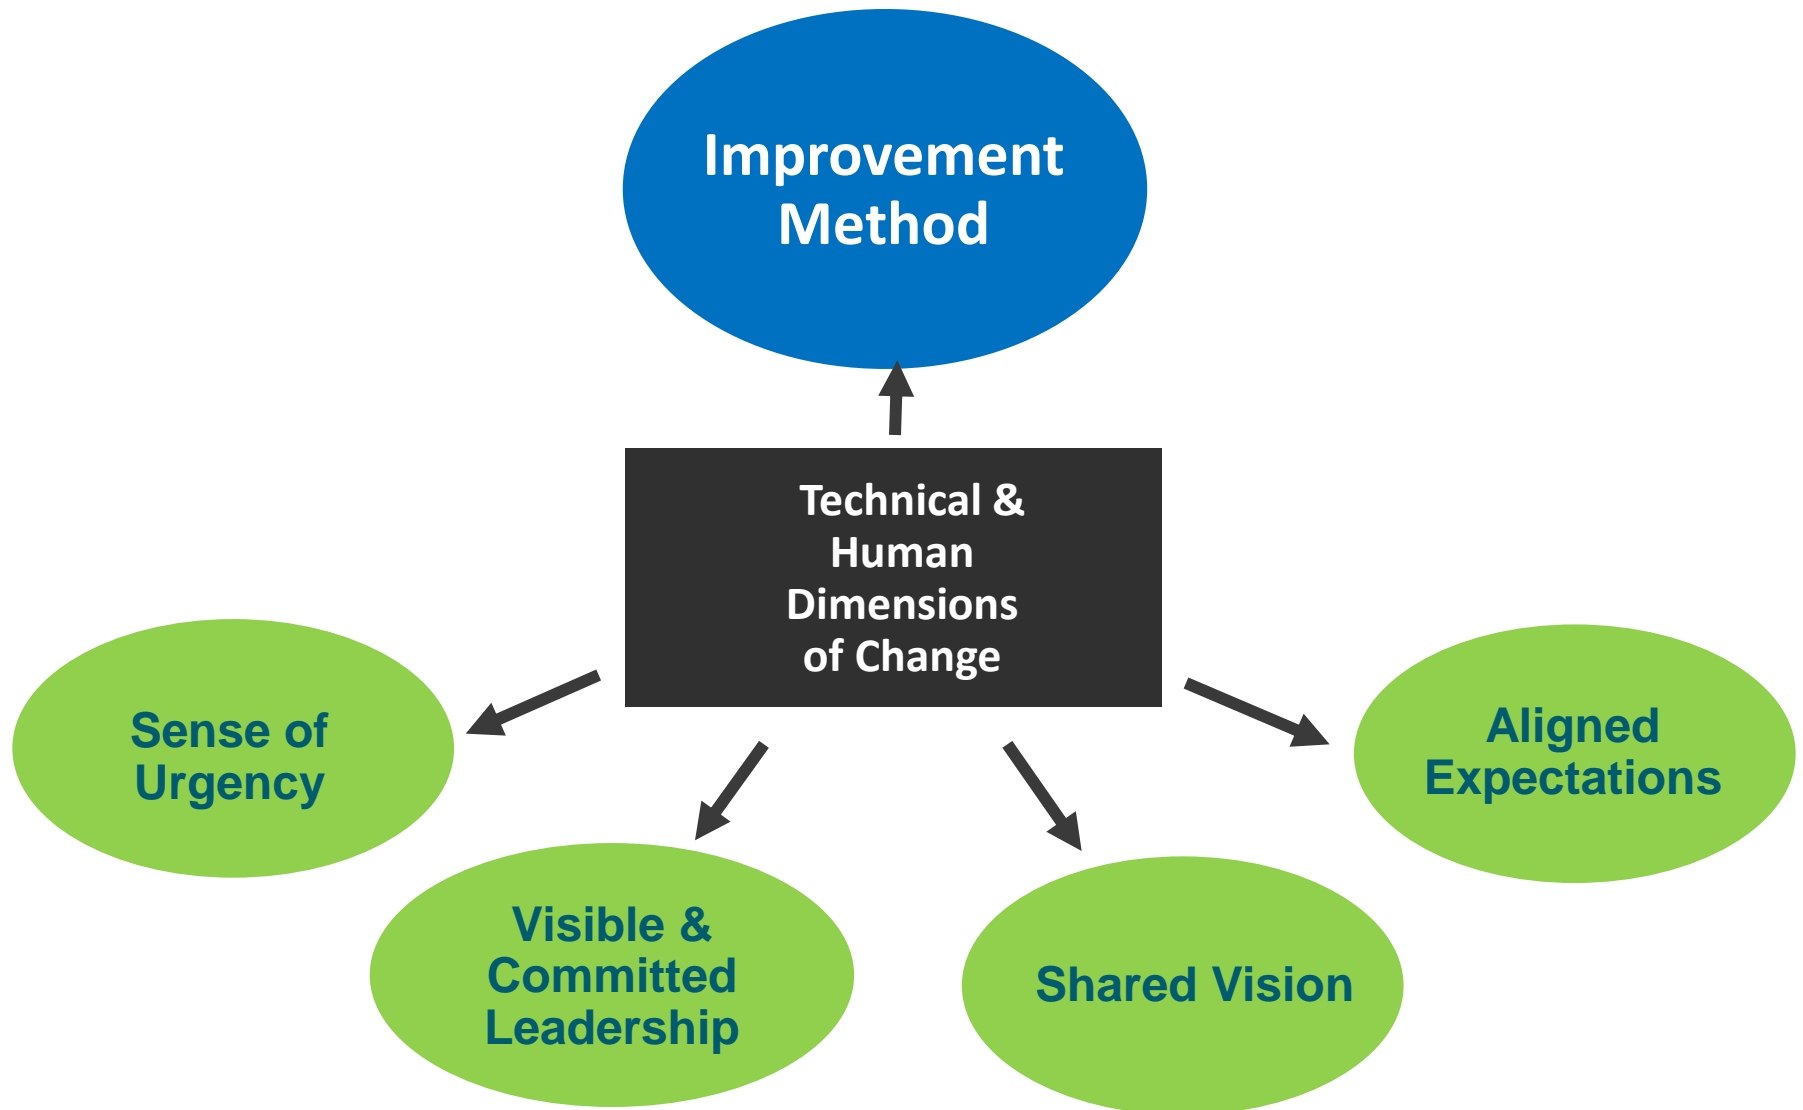 Improvement
Method
Technical &
Human
Dimensions
of Change
Sense of
Urgency
Visible &
Committed
Leadership
Shared Vision
Aligned
Expectations